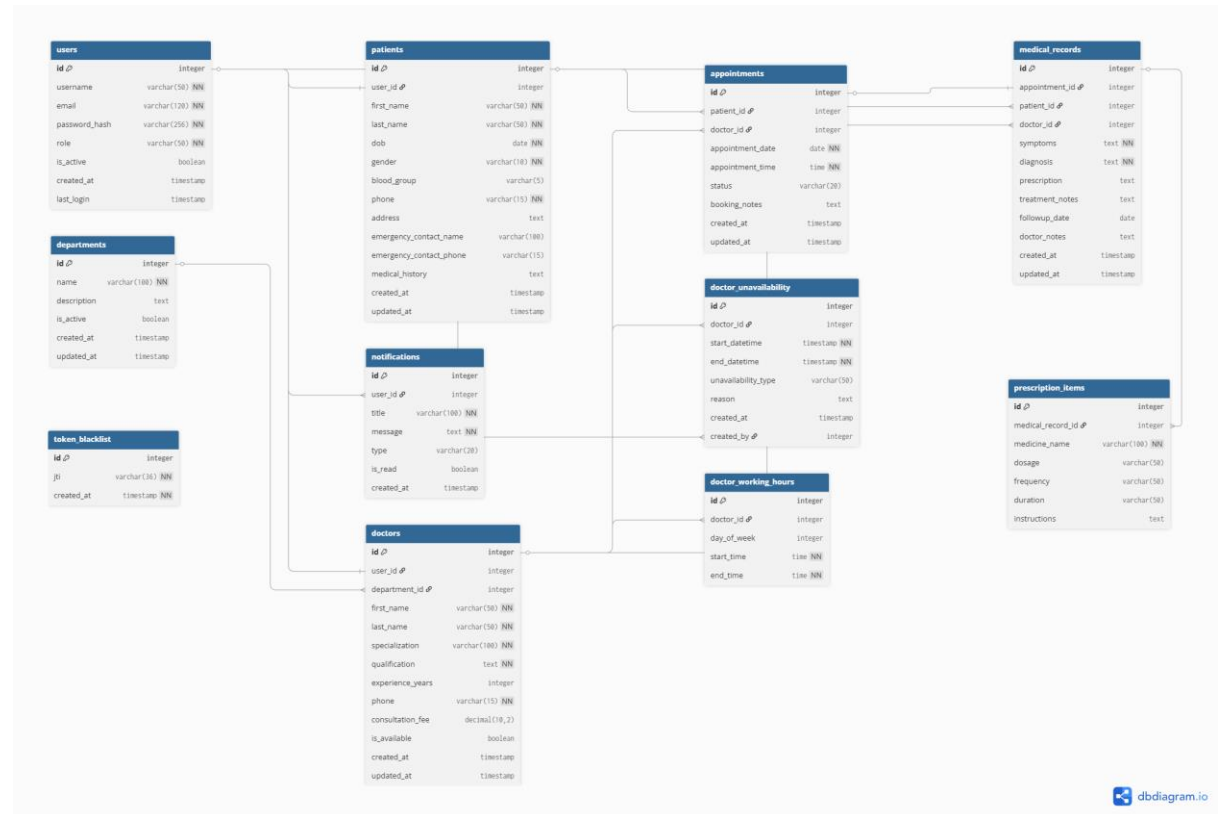 users
id integer
username varchar(50) NN
email varchar(120) NN
password_hash varchar(256) NN
role varchar(50) NN
is_active boolean
created_at timestamp
last_login timestamp
departments
id integer
name varchar(100) NN
description text
is_active boolean
created_at timestamp
updated_at timestamp
token_blacklist
id integer
jti varchar(36) NN
created_at timestamp NN
patients
id integer
user_id integer
first_name varchar(50) NN
last_name varchar(50) NN
dob date NN
gender varchar(10) NN
blood_group varchar(5)
phone varchar(15) NN
address text
emergency_contact_name varchar(100)
emergency_contact_phone varchar(15)
medical_history text
created_at timestamp
updated_at timestamp
notifications
id integer
user_id integer
title varchar(100) NN
message text NN
type varchar(20)
is_read boolean
created_at timestamp
doctors
id integer
user_id integer
department_id integer
first_name varchar(50) NN
last_name varchar(50) NN
specialization varchar(100) NN
qualification text NN
experience_years integer
phone varchar(15) NN
consultation_fee decimal(10,2)
is_available boolean
created_at timestamp
updated_at timestamp
appointments
id integer
patient_id integer
doctor_id integer
appointment_date date NN
appointment_time time NN
status varchar(20)
booking_notes text
created_at timestamp
updated_at timestamp
doctor_unavailability
id integer
doctor_id integer
start_datetime timestamp NN
end_datetime timestamp NN
unavailability_type varchar(50)
reason text
created_at timestamp
created_by integer
doctor_working_hours
id integer
doctor_id integer
day_of_week integer
start_time time NN
end_time time NN
medical_records
id integer
appointment_id integer
patient_id integer
doctor_id integer
symptoms text NN
diagnosis text NN
prescription text
treatment_notes text
followup_date date
doctor_notes text
created_at timestamp
updated_at timestamp
prescription_items
id integer
medical_record_id integer
medicine_name varchar(100) NN
dosage varchar(50)
frequency varchar(50)
duration varchar(50)
instructions text
dbdiagram.io